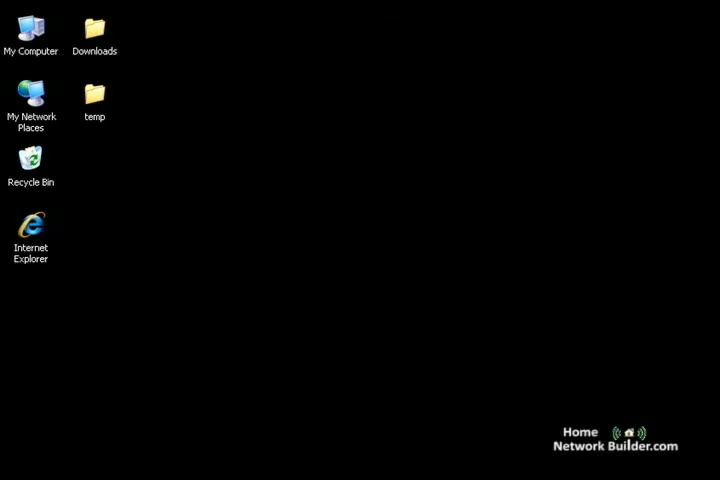 My Computer
Downloads
My Network
Places
temp
Recycle Bin
Internet
Explorer
Home
Network Builder.com